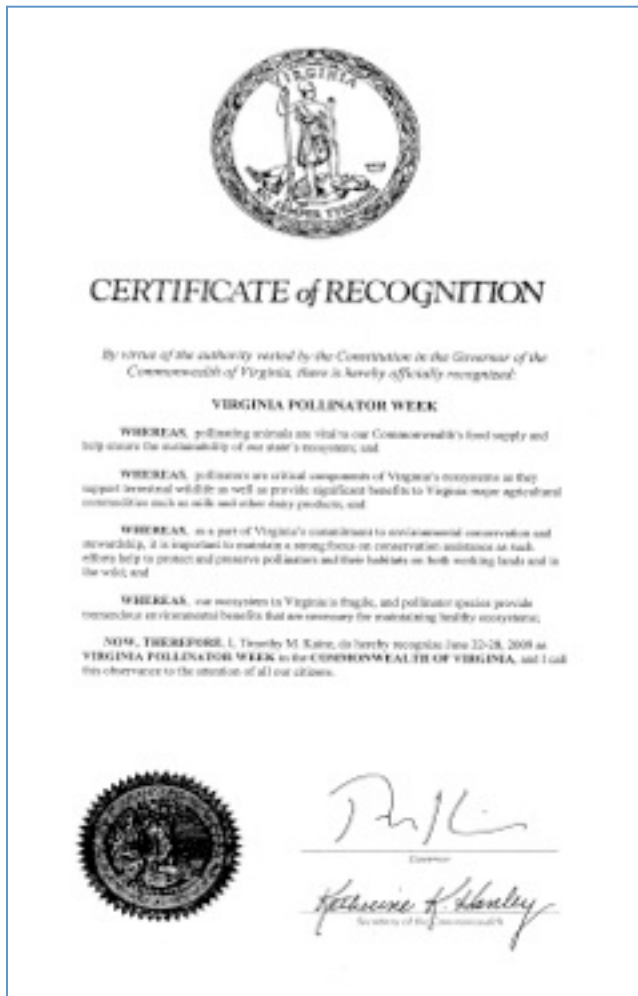 VIRGINIA
SIC SEMPER TYRANNIS
CERTIFICATE of RECOGNITION
By virtue of the authority vested by the Constitution in the Governor of the
Commonwealth of Virginia, there is hereby officially recognized:
VIRGINIA POLLINATOR WEEK
WHEREAS, pollinating animals are vital to our Commonwealth's food supply and
help ensure the sustainability of our state's ecosystem; and
WHEREAS, pollinators are critical components of Virginia's ecosystems as they
support terrestrial wildlife as well as provide significant benefits to Virginia major agricultural
commodities such as milk and other dairy products; and
WHEREAS, as a part of Virginia's commitment to environmental conservation and
stewardship, it is important to maintain a strong focus on conservation assistance as such
efforts help to protect and preserve pollinators and their habitats on both working lands and in
the wild; and
WHEREAS, our ecosystem in Virginia is fragile, and pollinator species provide
tremendous environmental benefits that are necessary for maintaining healthy ecosystems;
NOW, THEREFORE, I, Timothy M. Kaine, do hereby recognize June 22-28, 2009 as
VIRGINIA POLLINATOR WEEK in the COMMONWEALTH OF VIRGINIA, and I call
this observance to the attention of all our citizens.
Governor
Katherine K. Hanley
Secretary of the Commonwealth